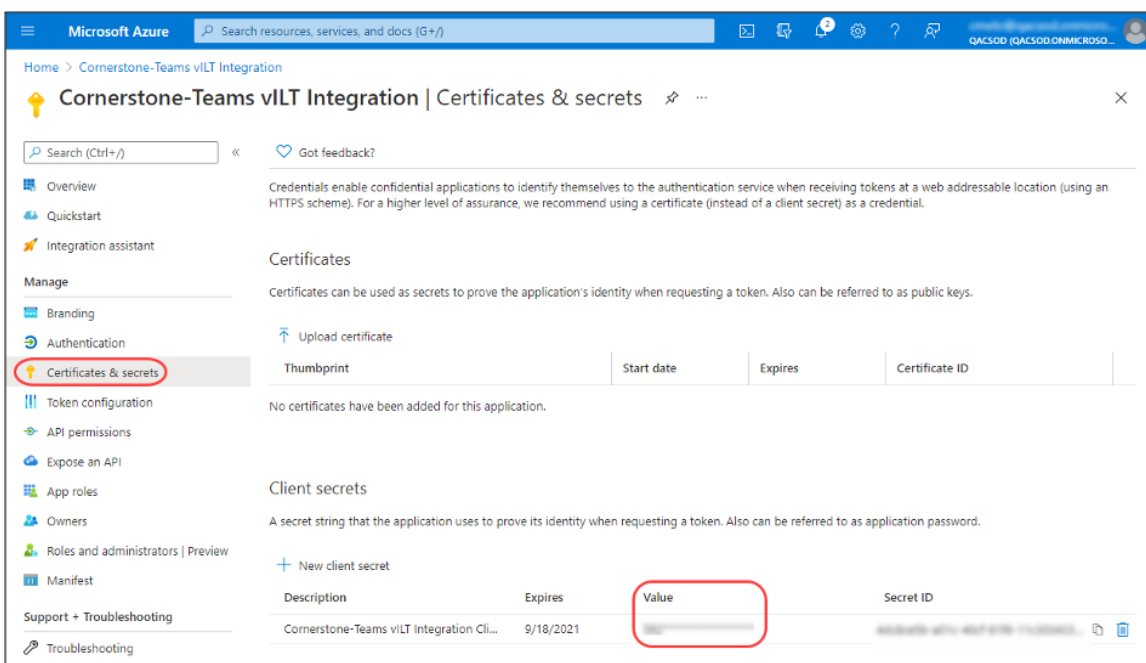 Microsoft Azure
Search resources, services, and docs (G+/)
2
QACSOD (QACSOD.ONMICROSO...
Home > Cornerstone-Teams vILT Integration
Cornerstone-Teams vILT Integration | Certificates & secrets
Search (Ctrl+/)
Overview
Quickstart
Integration assistant
Manage
Branding
Authentication
Certificates & secrets
Token configuration
API permissions
Expose an API
App roles
Owners
Roles and administrators | Preview
Manifest
Support + Troubleshooting
Troubleshooting
Got feedback?
Credentials enable confidential applications to identify themselves to the authentication service when receiving tokens at a web addressable location (using an
HTTPS scheme). For a higher level of assurance, we recommend using a certificate (instead of a client secret) as a credential.
Certificates
Certificates can be used as secrets to prove the application's identity when requesting a token. Also can be referred to as public keys.
Upload certificate
Thumbprint Start date Expires Certificate ID
No certificates have been added for this application.
Client secrets
A secret string that the application uses to prove its identity when requesting a token. Also can be referred to as application password.
New client secret
Description Expires Value Secret ID
Cornerstone-Teams vILT Integration Cli... 9/18/2021